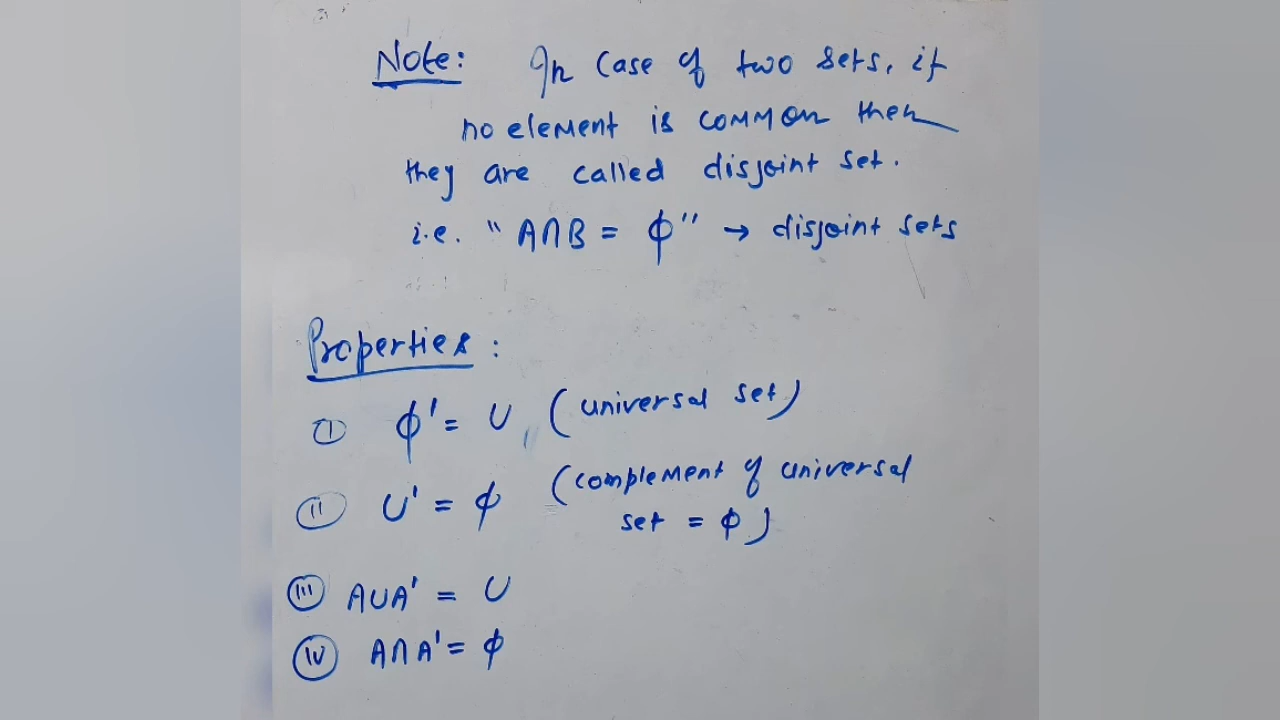 Note: In case of two sets, if
no element is common then
they are called disjoint set.
i.e. "A∩B = ϕ" → disjoint sets
Properties :
(i) ϕ' = U (universal set)
(ii) U' = ϕ (complement of universal
set = ϕ)
(iii) A∪A' = U
(iv) A∩A' = ϕ